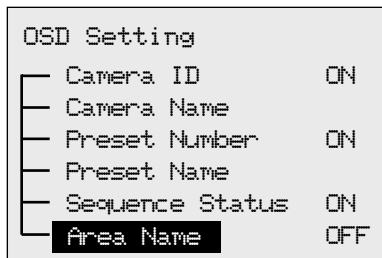 OSD Setting
Camera ID ON
Camera Name
Preset Number ON
Preset Name
Sequence Status ON
Area Name OFF